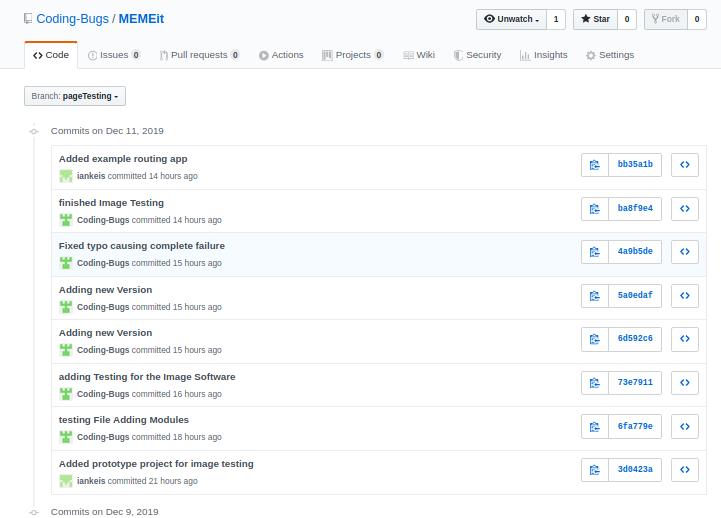 Coding-Bugs / MEMEit
Unwatch 1 Star 0 Fork 0
Code Issues 0 Pull requests 0 Actions Projects 0 Wiki Security Insights Settings
Branch: pageTesting
Commits on Dec 11, 2019
Added example routing app
iankeis committed 14 hours ago
bb35a1b
finished Image Testing
Coding-Bugs committed 14 hours ago
ba8f9e4
Fixed typo causing complete failure
Coding-Bugs committed 15 hours ago
4a9b5de
Adding new Version
Coding-Bugs committed 15 hours ago
5a0edaf
Adding new Version
Coding-Bugs committed 15 hours ago
6d592c6
adding Testing for the Image Software
Coding-Bugs committed 16 hours ago
73e7911
testing File Adding Modules
Coding-Bugs committed 18 hours ago
6fa779e
Added prototype project for image testing
iankeis committed 21 hours ago
3d0423a
Commits on Dec 9, 2019